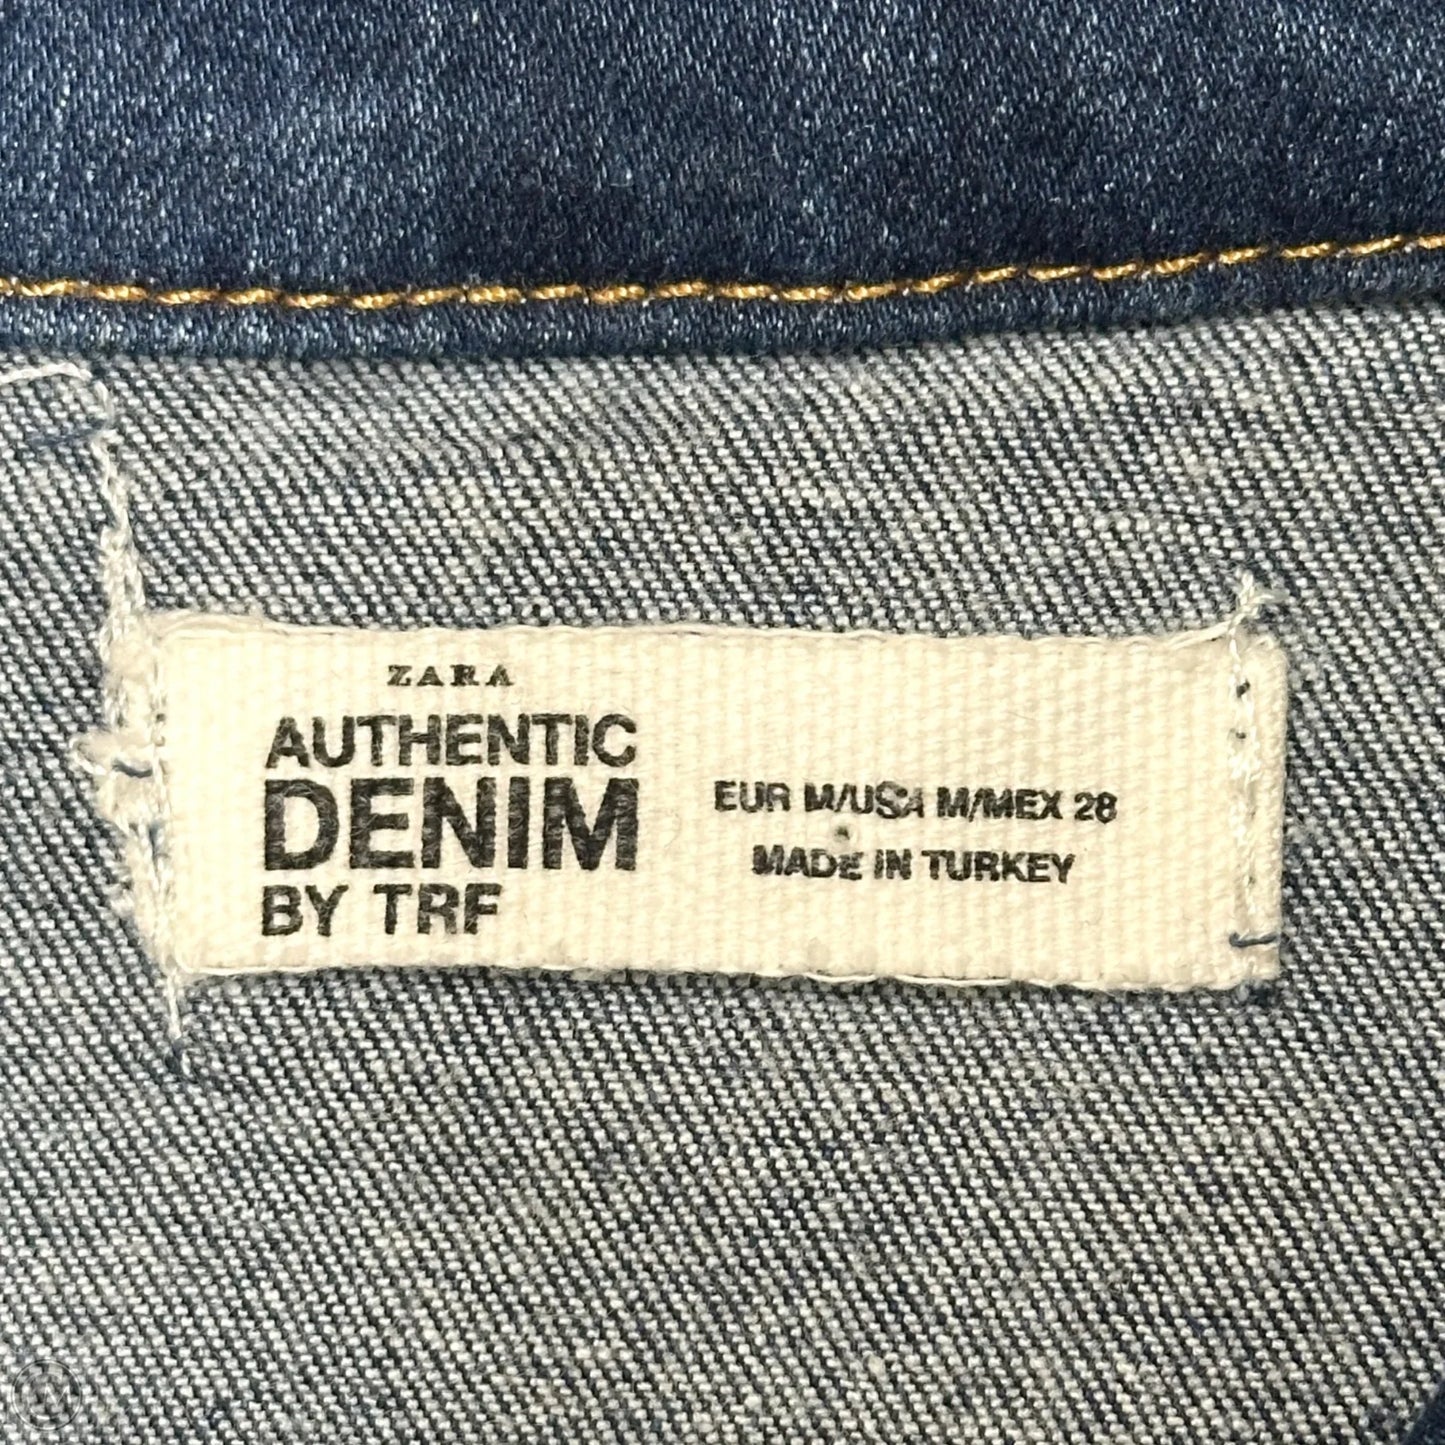 ZARA
AUTHENTIC
DENIM
BY TRF
EUR M/USA M/MEX 28
MADE IN TURKEY